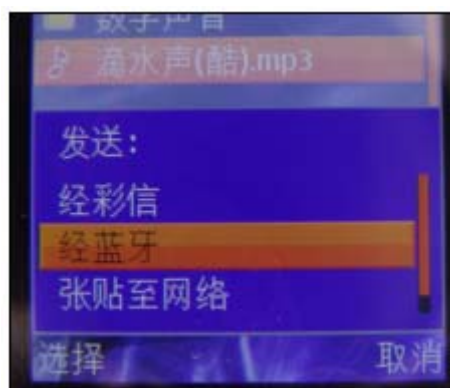 数字声音
滴水声(酷).mp3
发送:
经彩信
经蓝牙
张贴至网络
选择 取消